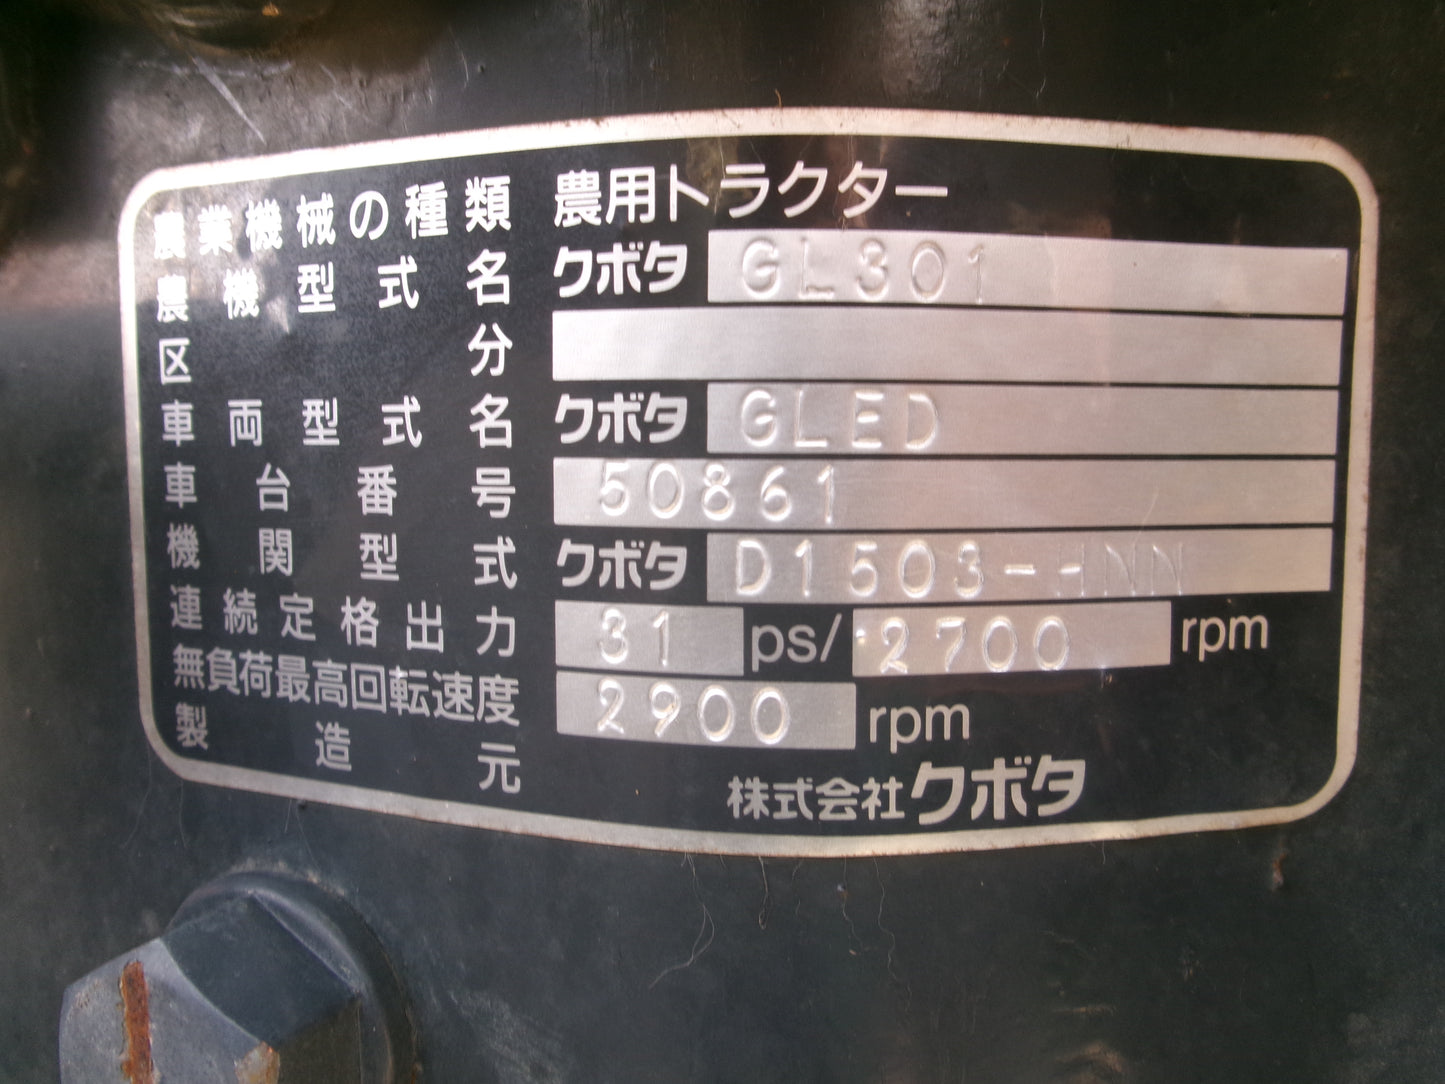 農業機械の種類 農用トラクター
農機型式名 クボタ GL301
区分
車両型式名 クボタ GLED
車台番号 50861
機関型式 クボタ D1503--HNN
連続定格出力 31 ps/2700 rpm
無負荷最高回転速度 2900 rpm
製造元 株式会社クボタ